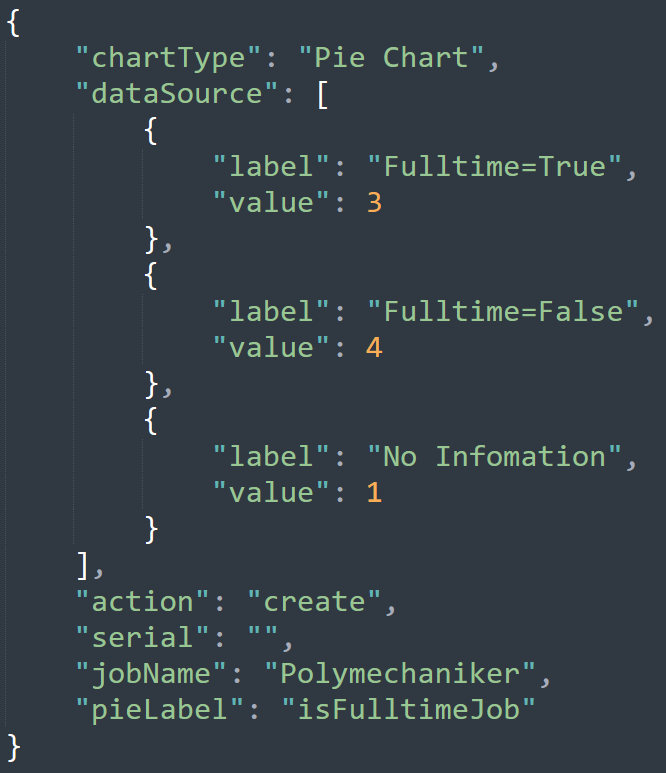 {
    "chartType": "Pie Chart",
    "dataSource": [
        {
            "label": "Fulltime=True",
            "value": 3
        },
        {
            "label": "Fulltime=False",
            "value": 4
        },
        {
            "label": "No Infomation",
            "value": 1
        }
    ],
    "action": "create",
    "serial": "",
    "jobName": "Polymechaniker",
    "pieLabel": "isFulltimeJob"
}